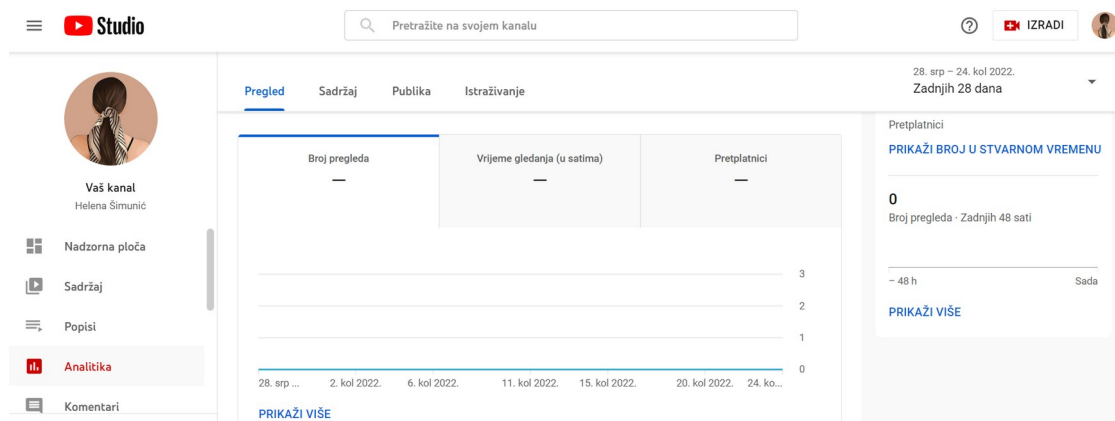 Studio
Pretražite na svojem kanalu
IZRADI
Vaš kanal
Helena Šimunić
Nadzorna ploča
Sadržaj
Popisi
Analitika
Komentari
Pregled Sadržaj Publika Istraživanje
28. srp – 24. kol 2022.
Zadnjih 28 dana
Broj pregleda Vrijeme gledanja (u satima) Pretplatnici
— — —
3
2
1
0
28. srp ... 2. kol 2022. 6. kol 2022. 11. kol 2022. 15. kol 2022. 20. kol 2022. 24. ko...
PRIKAŽI VIŠE
Pretplatnici
PRIKAŽI BROJ U STVARNOM VREMENU
0
Broj pregleda · Zadnjih 48 sati
– 48 h Sada
PRIKAŽI VIŠE